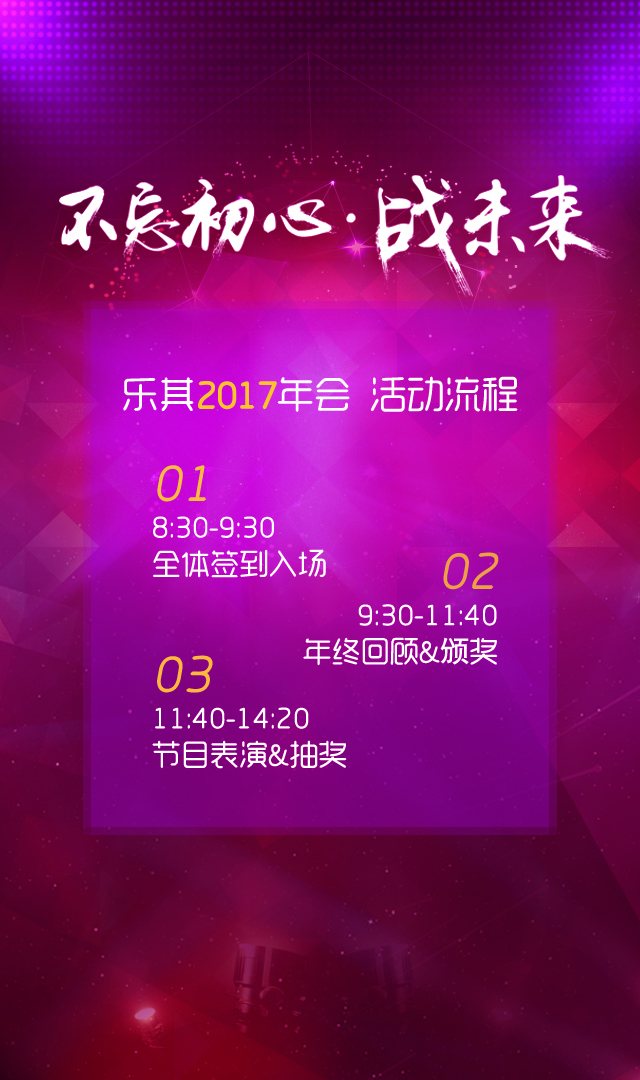 不忘初心·战未来
乐其2017年会 活动流程
01
8:30-9:30
全体签到入场
02
9:30-11:40
年终回顾&颁奖
03
11:40-14:20
节目表演&抽奖